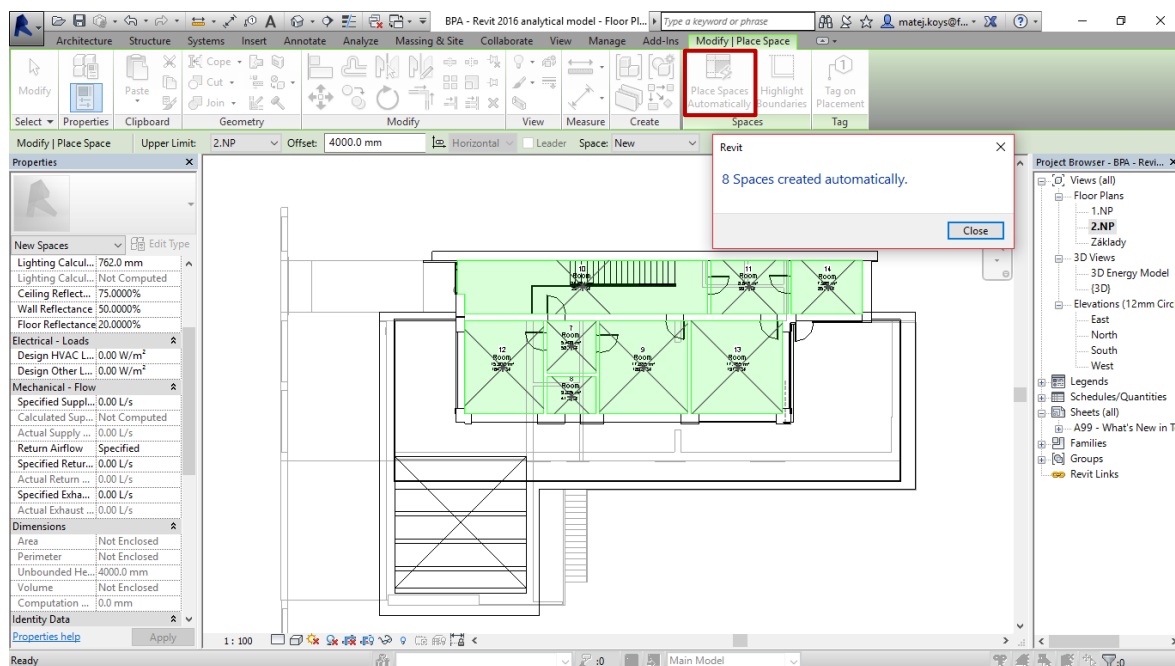 BPA - Revit 2016 analytical model - Floor Pl...
Type a keyword or phrase
matej.koys@f...
Architecture Structure Systems Insert Annotate Analyze Massing & Site Collaborate View Manage Add-Ins Modify | Place Space
Modify
Paste
Cope
Cut
Join
Place Spaces Automatically
Highlight Boundaries
Tag on Placement
Select Properties Clipboard Geometry Modify View Measure Create Spaces Tag
Modify | Place Space Upper Limit: 2.NP Offset: 4000.0 mm Horizontal Leader Space: New
Properties
New Spaces Edit Type
Lighting Calcul... 762.0 mm
Lighting Calcul... Not Computed
Ceiling Reflect... 75.0000%
Wall Reflectance 50.0000%
Floor Reflectance 20.0000%
Electrical - Loads
Design HVAC L... 0.00 W/m²
Design Other L... 0.00 W/m²
Mechanical - Flow
Specified Suppl... 0.00 L/s
Calculated Sup... Not Computed
Actual Supply ... 0.00 L/s
Return Airflow Specified
Specified Retur... 0.00 L/s
Actual Return ... 0.00 L/s
Specified Exha... 0.00 L/s
Actual Exhaust ... 0.00 L/s
Dimensions
Area Not Enclosed
Perimeter Not Enclosed
Unbounded He... 4000.0 mm
Volume Not Enclosed
Computation ... 0.0 mm
Identity Data
Properties help Apply
Revit
8 Spaces created automatically.
Close
10
Room
11
Room
14
Room
12
Room
7
Room
8
Room
9
Room
13
Room
Project Browser - BPA - Revi...
Views (all)
Floor Plans
1.NP
2.NP
Základy
3D Views
3D Energy Model
{3D}
Elevations (12mm Circ
East
North
South
West
Legends
Schedules/Quantities
Sheets (all)
A99 - What's New in T
Families
Groups
Revit Links
1 : 100
Ready
:0
Main Model
:0